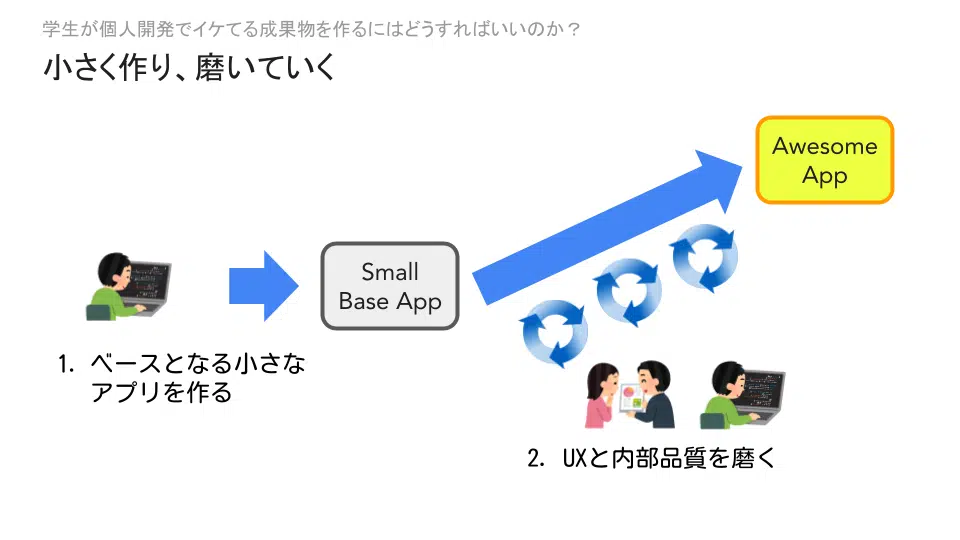 学生が個人開発でイケてる成果物を作るにはどうすればいいのか？
小さく作り、磨いていく
Awesome
App
Small
Base App
1. ベースとなる小さな
アプリを作る
2. UXと内部品質を磨く